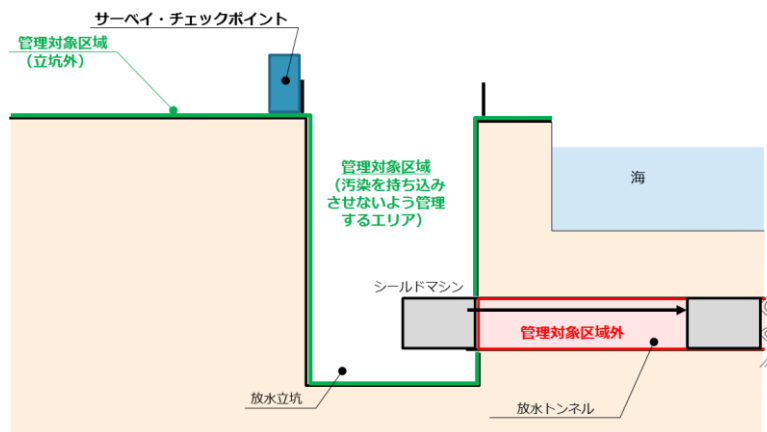 サーベイ・チェックポイント
管理対象区域
（立坑外）
管理対象区域
（汚染を持ち込み
させないよう管理
するエリア）
海
シールドマシン
管理対象区域外
放水立坑
放水トンネル